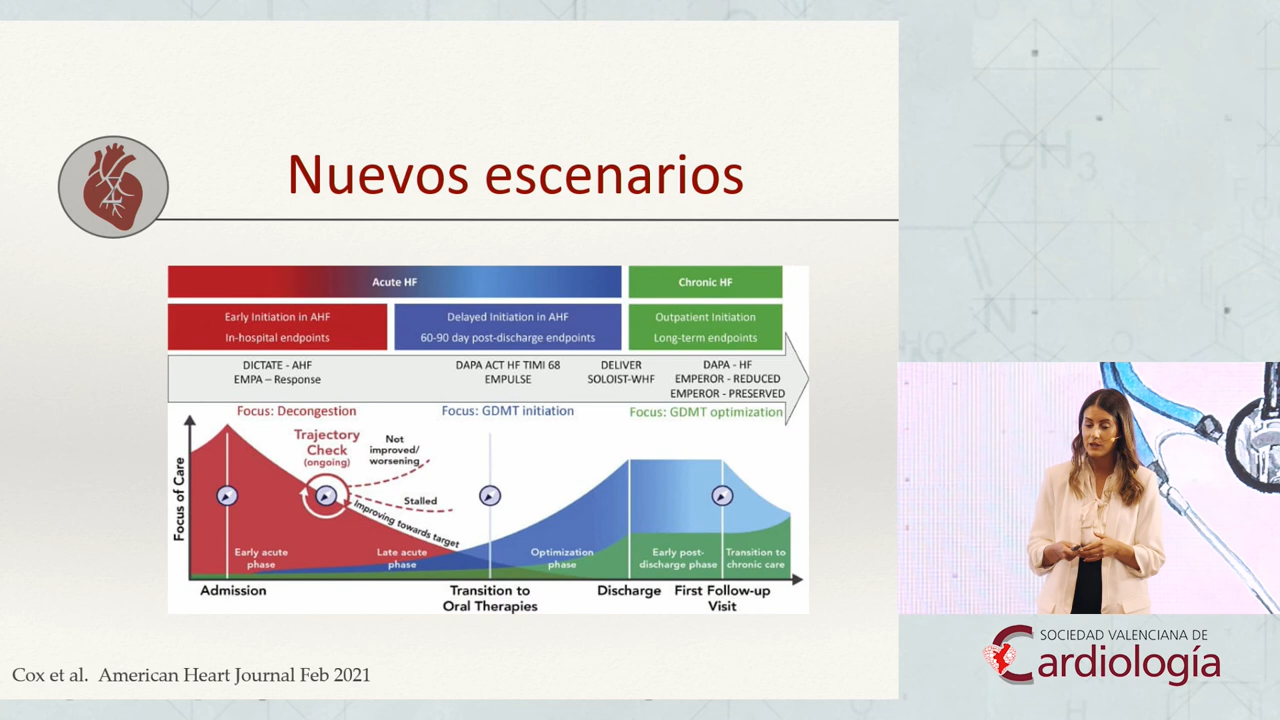 Nuevos escenarios
Acute HF
Chronic HF
Early Initiation in AHF
In-hospital endpoints
Delayed Initiation in AHF
60-90 day post-discharge endpoints
Outpatient Initiation
Long-term endpoints
DICTATE - AHF
EMPA – Response
DAPA ACT HF TIMI 68
EMPULSE
DELIVER
SOLOIST-WHF
DAPA - HF
EMPEROR - REDUCED
EMPEROR - PRESERVED
Focus: Decongestion
Focus: GDMT initiation
Focus: GDMT optimization
Focus of Care
Trajectory
Check
(ongoing)
Not
improved/
worsening
Stalled
Improving towards target
Early acute
phase
Late acute
phase
Optimization
phase
Early post-
discharge phase
Transition to
chronic care
Admission
Transition to
Oral Therapies
Discharge
First Follow-up
Visit
Cox et al. American Heart Journal Feb 2021
CH3
N
HO
SOCIEDAD VALENCIANA DE
Cardiología